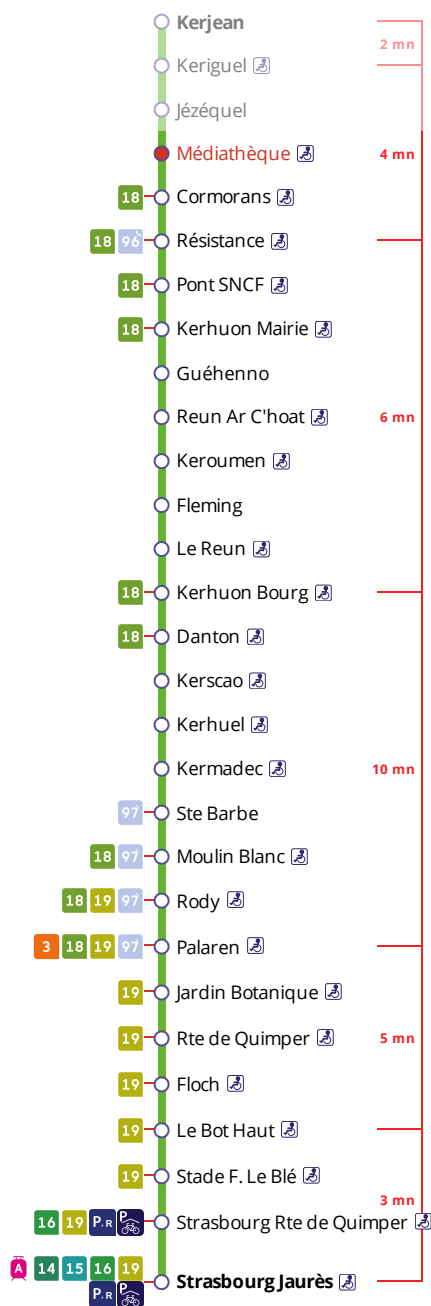 Kerjean
2 mn
Keriguel
Jézéquel
Médiathèque 4 mn
18 Cormorans
18 96 Résistance
18 Pont SNCF
18 Kerhuon Mairie
Guéhenno
Reun Ar C'hoat 6 mn
Keroumen
Fleming
Le Reun
18 Kerhuon Bourg
18 Danton
Kerscao
Kerhuel
Kermadec 10 mn
97 Ste Barbe
18 97 Moulin Blanc
18 19 97 Rody
3 18 19 97 Palaren
19 Jardin Botanique
19 Rte de Quimper 5 mn
19 Floch
19 Le Bot Haut
19 Stade F. Le Blé
3 mn
16 19 P+R P Strasbourg Rte de Quimper
A 14 15 16 19
Strasbourg Jaurès
P+R P